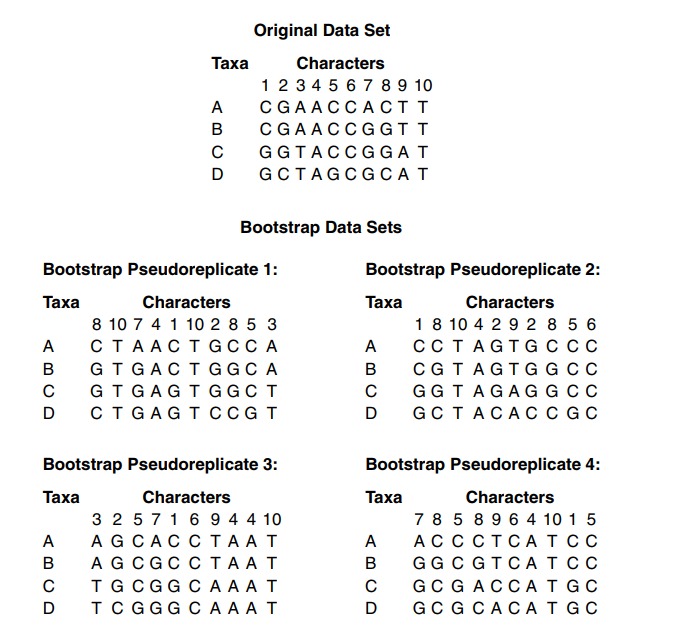 Original Data Set
Taxa Characters
1 2 3 4 5 6 7 8 9 10
A C G A A C C A C T T
B C G A A C C G G T T
C G G T A C C G G A T
D G C T A G C G C A T
Bootstrap Data Sets
Bootstrap Pseudoreplicate 1:
Taxa Characters
8 10 7 4 1 10 2 8 5 3
A C T A A C T G C C A
B G T G A C T G G C A
C G T G A G T G G C T
D C T G A G T C C G T
Bootstrap Pseudoreplicate 2:
Taxa Characters
1 8 10 4 2 9 2 8 5 6
A C C T A G T G C C C
B C G T A G T G G C C
C G G T A G A G G C C
D G C T A C A C C G C
Bootstrap Pseudoreplicate 3:
Taxa Characters
3 2 5 7 1 6 9 4 4 10
A A G C A C C T A A T
B A G C G C C T A A T
C T G C G G C A A A T
D T C G G G C A A A T
Bootstrap Pseudoreplicate 4:
Taxa Characters
7 8 5 8 9 6 4 10 1 5
A A C C C T C A T C C
B G G C G T C A T C C
C G C G A C C A T G C
D G C G C A C A T G C